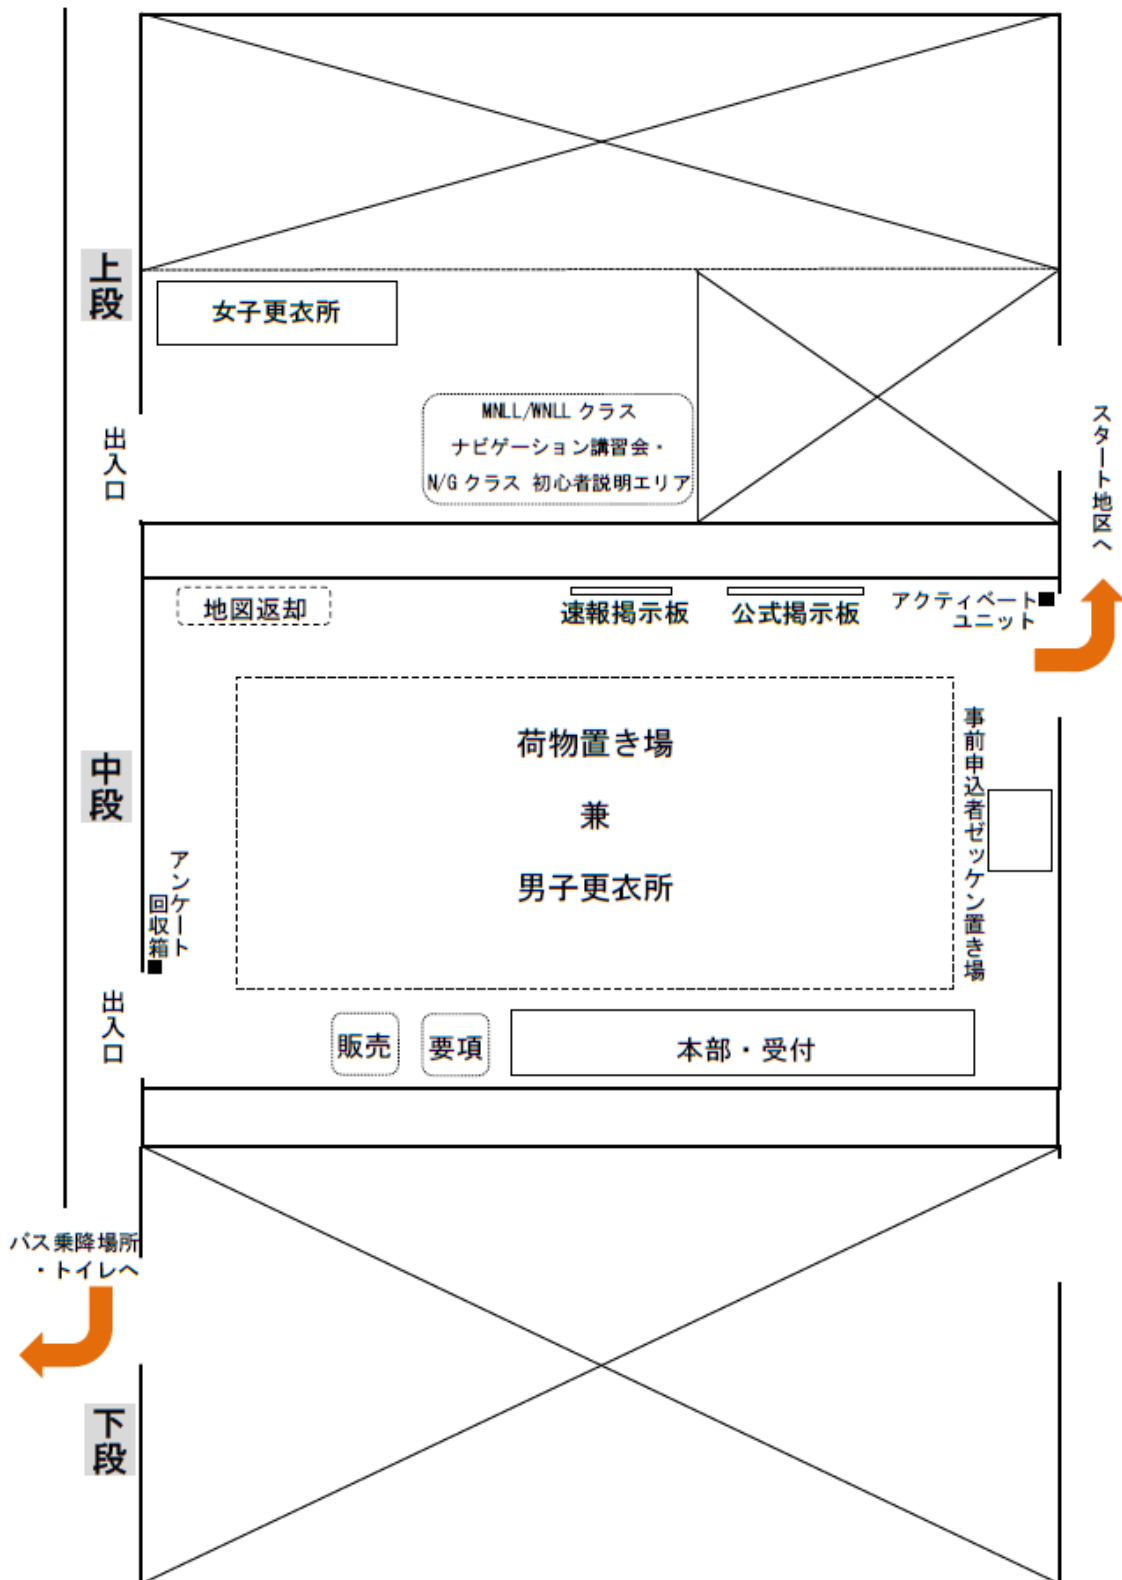 上段
女子更衣所
MNLL/WNLL クラス
ナビゲーション講習会・
N/G クラス 初心者説明エリア
出入口
スタート地区へ
地図返却
速報掲示板
公式掲示板
アクティベート
ユニット
中段
荷物置き場
兼
男子更衣所
事前申込者ゼッケン置き場
アンケート
回収箱
出入口
販売
要項
本部・受付
バス乗降場所
・トイレへ
下段